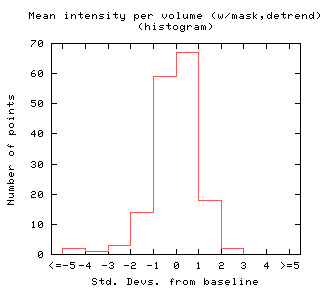 Mean intensity per volume (w/mask,detrend)
(histogram)
70
60
50
40
30
20
10
0
Number of points
<=-5 -4 -3 -2 -1 0 1 2 3 4 >=5
Std. Devs. from baseline